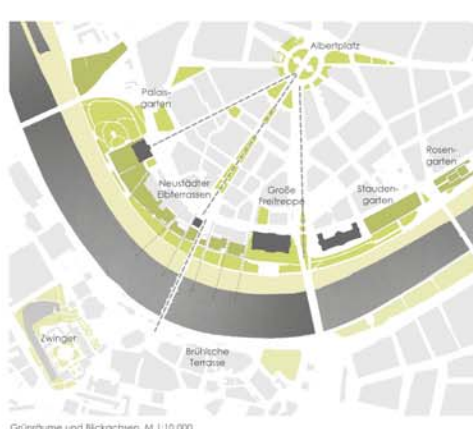 Albertplatz
Palais-
garten
Rosen-
garten
Neustädter
Elbterrassen
Große
Freitreppe
Stauden-
garten
Zwinger
Brühlsche
Terrasse
Grünräume und Blickachsen, M 1:10.000